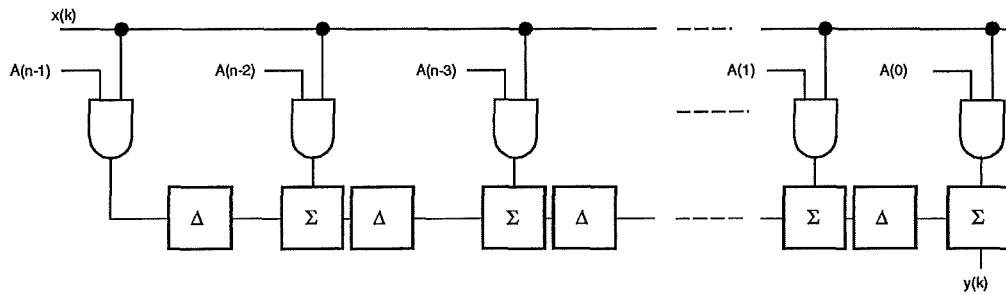 x(k)
A(n-1)
A(n-2)
A(n-3)
A(1)
A(0)
Δ
Σ
Δ
Σ
Δ
Σ
Δ
Σ
y(k)